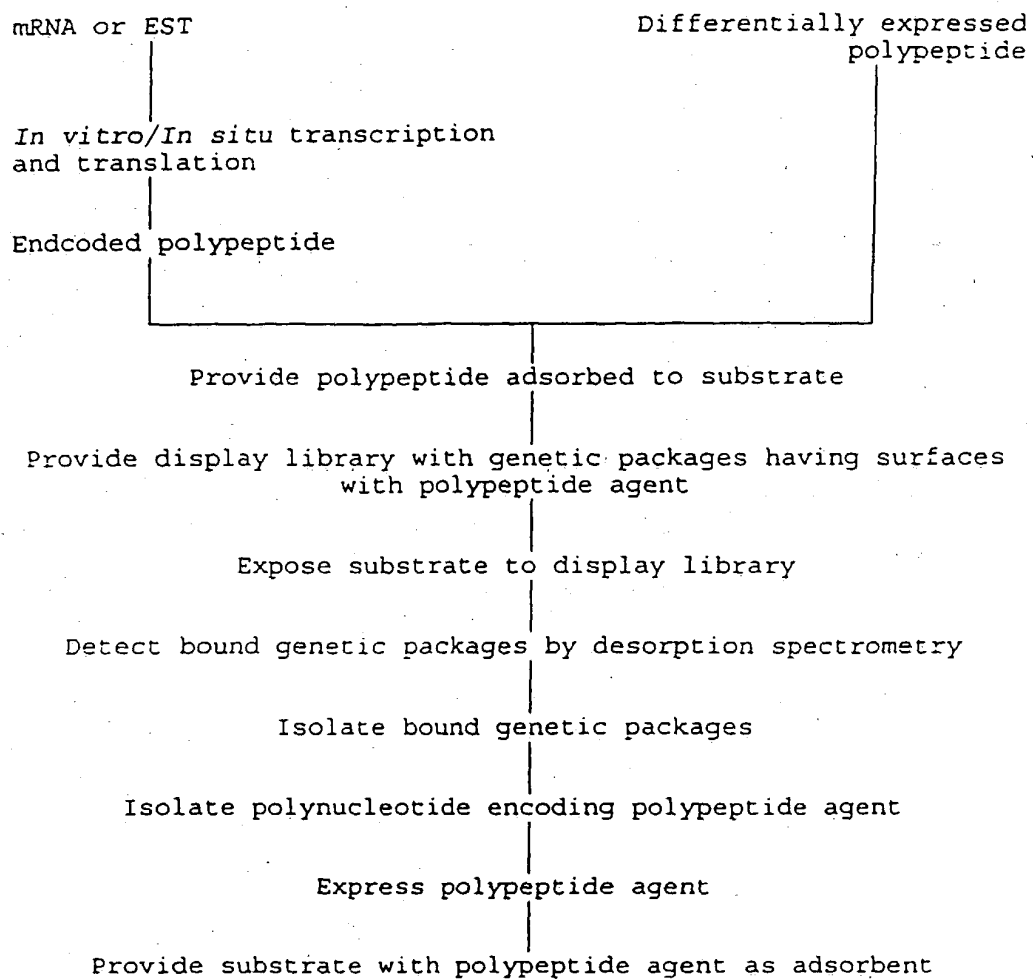 mRNA or EST
Differentially expressed
polypeptide
In vitro/In situ transcription
and translation
Endcoded polypeptide
Provide polypeptide adsorbed to substrate
Provide display library with genetic packages having surfaces
with polypeptide agent
Expose substrate to display library
Detect bound genetic packages by desorption spectrometry
Isolate bound genetic packages
Isolate polynucleotide encoding polypeptide agent
Express polypeptide agent
Provide substrate with polypeptide agent as adsorbent